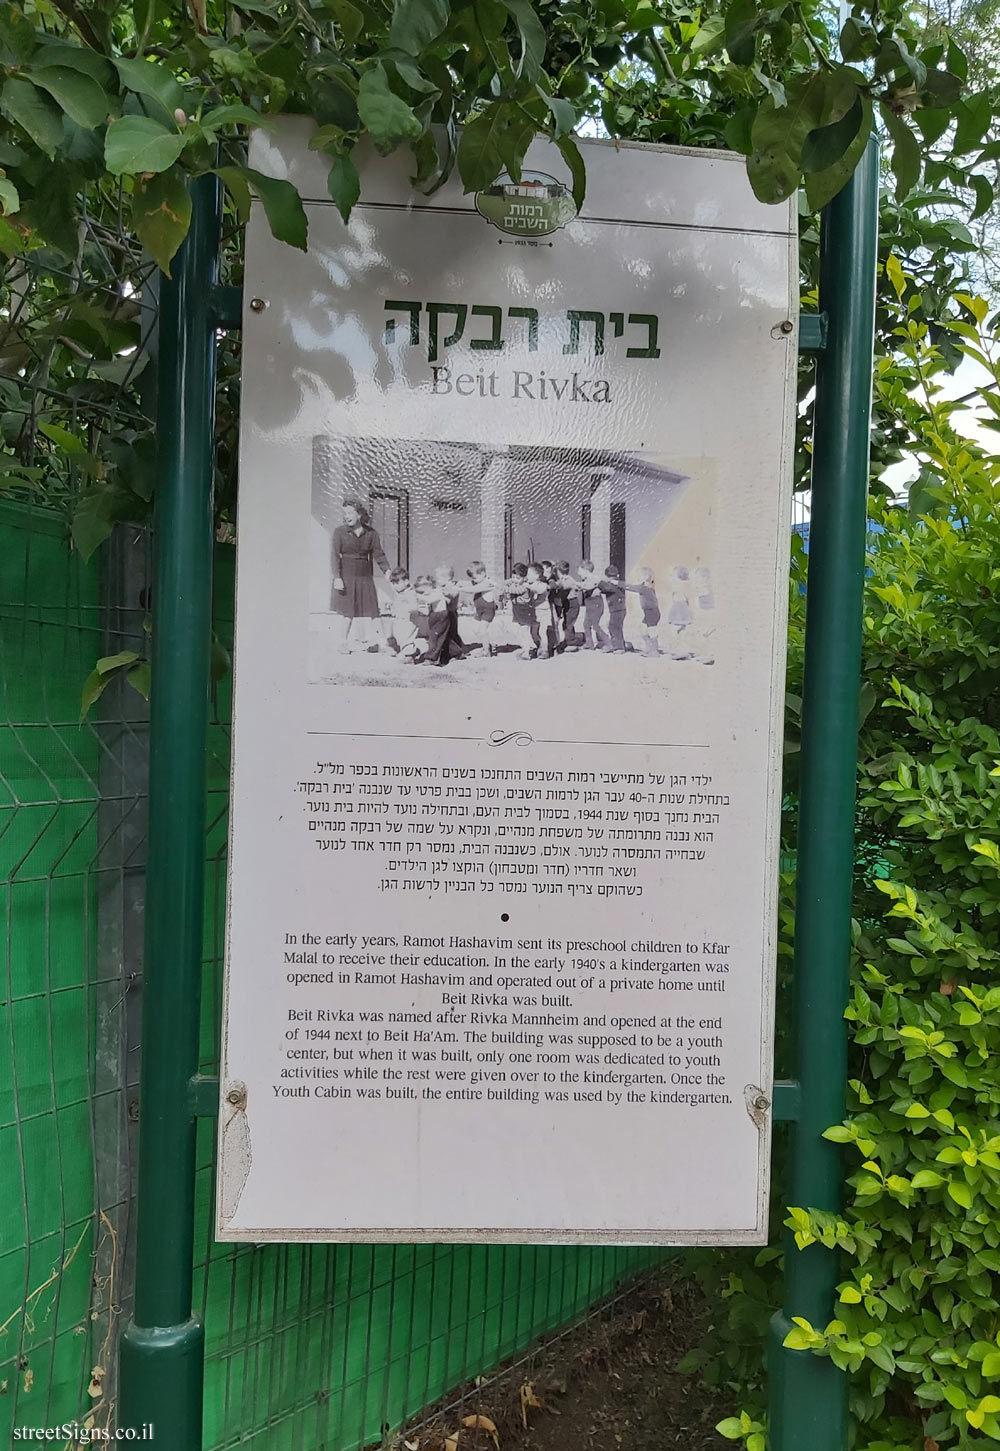 רמות
השבים
נוסד 1933
בית רבקה
Beit Rivka
ילדי הגן של מתיישבי רמות השבים התחנכו בשנים הראשונות בכפר מל"ל.
בתחילת שנות ה-40 עבר הגן לרמות השבים, ושכן בבית פרטי עד שנבנה 'בית רבקה'.
הבית נחנך בסוף שנת 1944, בסמוך לבית העם, ובתחילה נועד להיות בית נוער.
הוא נבנה מתרומתה של משפחת מנהיים, ונקרא על שמה של רבקה מנהיים
שבחייה התמסרה לנוער. אולם, כשנבנה הבית, נמסר רק חדר אחד לנוער
ושאר חדריו (חדר ומטבחון) הוקצו לגן הילדים.
כשהוקם צריף הנוער נמסר כל הבניין לרשות הגן.
In the early years, Ramot Hashavim sent its preschool children to Kfar
Malal to receive their education. In the early 1940's a kindergarten was
opened in Ramot Hashavim and operated out of a private home until
Beit Rivka was built.
Beit Rivka was named after Rivka Mannheim and opened at the end
of 1944 next to Beit Ha'Am. The building was supposed to be a youth
center, but when it was built, only one room was dedicated to youth
activities while the rest were given over to the kindergarten. Once the
Youth Cabin was built, the entire building was used by the kindergarten.
streetSigns.co.il